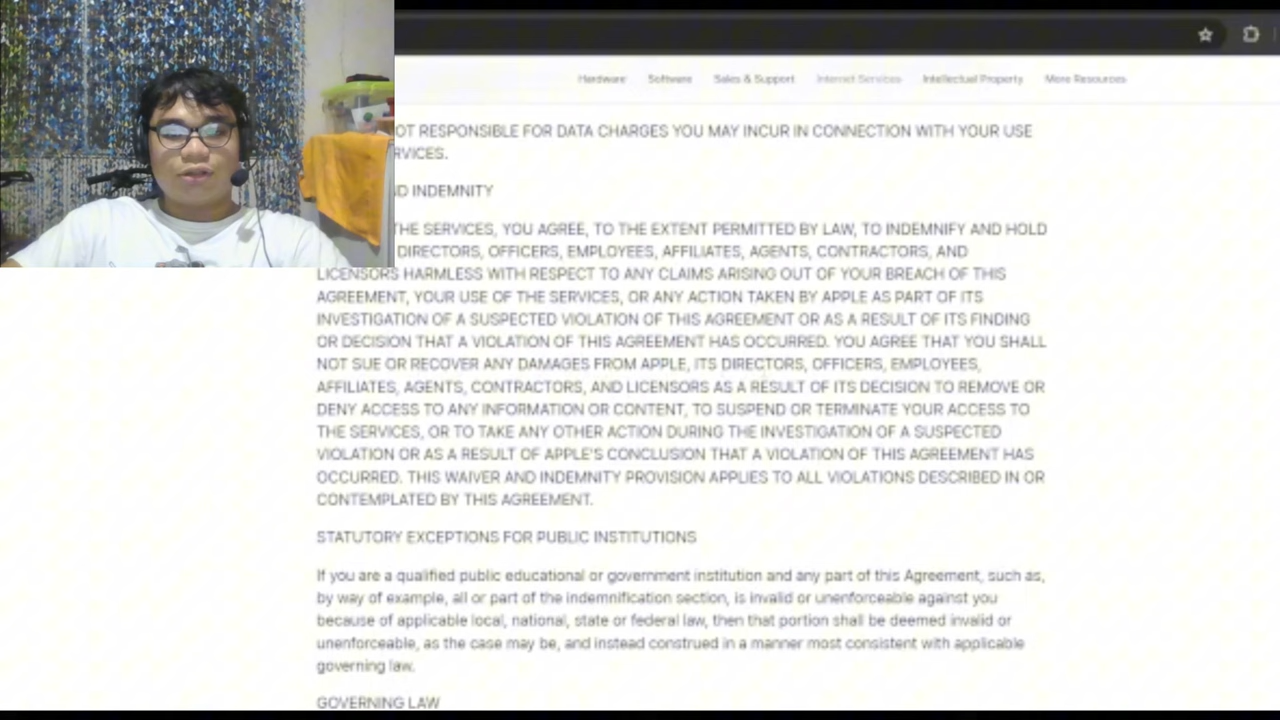 Hardware Software Sales & Support Internet Services Intellectual Property More Resources
OT RESPONSIBLE FOR DATA CHARGES YOU MAY INCUR IN CONNECTION WITH YOUR USE
RVICES.
D INDEMNITY
THE SERVICES, YOU AGREE, TO THE EXTENT PERMITTED BY LAW, TO INDEMNIFY AND HOLD
DIRECTORS, OFFICERS, EMPLOYEES, AFFILIATES, AGENTS, CONTRACTORS, AND
LICENSORS HARMLESS WITH RESPECT TO ANY CLAIMS ARISING OUT OF YOUR BREACH OF THIS
AGREEMENT, YOUR USE OF THE SERVICES, OR ANY ACTION TAKEN BY APPLE AS PART OF ITS
INVESTIGATION OF A SUSPECTED VIOLATION OF THIS AGREEMENT OR AS A RESULT OF ITS FINDING
OR DECISION THAT A VIOLATION OF THIS AGREEMENT HAS OCCURRED. YOU AGREE THAT YOU SHALL
NOT SUE OR RECOVER ANY DAMAGES FROM APPLE, ITS DIRECTORS, OFFICERS, EMPLOYEES,
AFFILIATES, AGENTS, CONTRACTORS, AND LICENSORS AS A RESULT OF ITS DECISION TO REMOVE OR
DENY ACCESS TO ANY INFORMATION OR CONTENT, TO SUSPEND OR TERMINATE YOUR ACCESS TO
THE SERVICES, OR TO TAKE ANY OTHER ACTION DURING THE INVESTIGATION OF A SUSPECTED
VIOLATION OR AS A RESULT OF APPLE'S CONCLUSION THAT A VIOLATION OF THIS AGREEMENT HAS
OCCURRED. THIS WAIVER AND INDEMNITY PROVISION APPLIES TO ALL VIOLATIONS DESCRIBED IN OR
CONTEMPLATED BY THIS AGREEMENT.
STATUTORY EXCEPTIONS FOR PUBLIC INSTITUTIONS
If you are a qualified public educational or government institution and any part of this Agreement, such as,
by way of example, all or part of the indemnification section, is invalid or unenforceable against you
because of applicable local, national, state or federal law, then that portion shall be deemed invalid or
unenforceable, as the case may be, and instead construed in a manner most consistent with applicable
governing law.
GOVERNING LAW